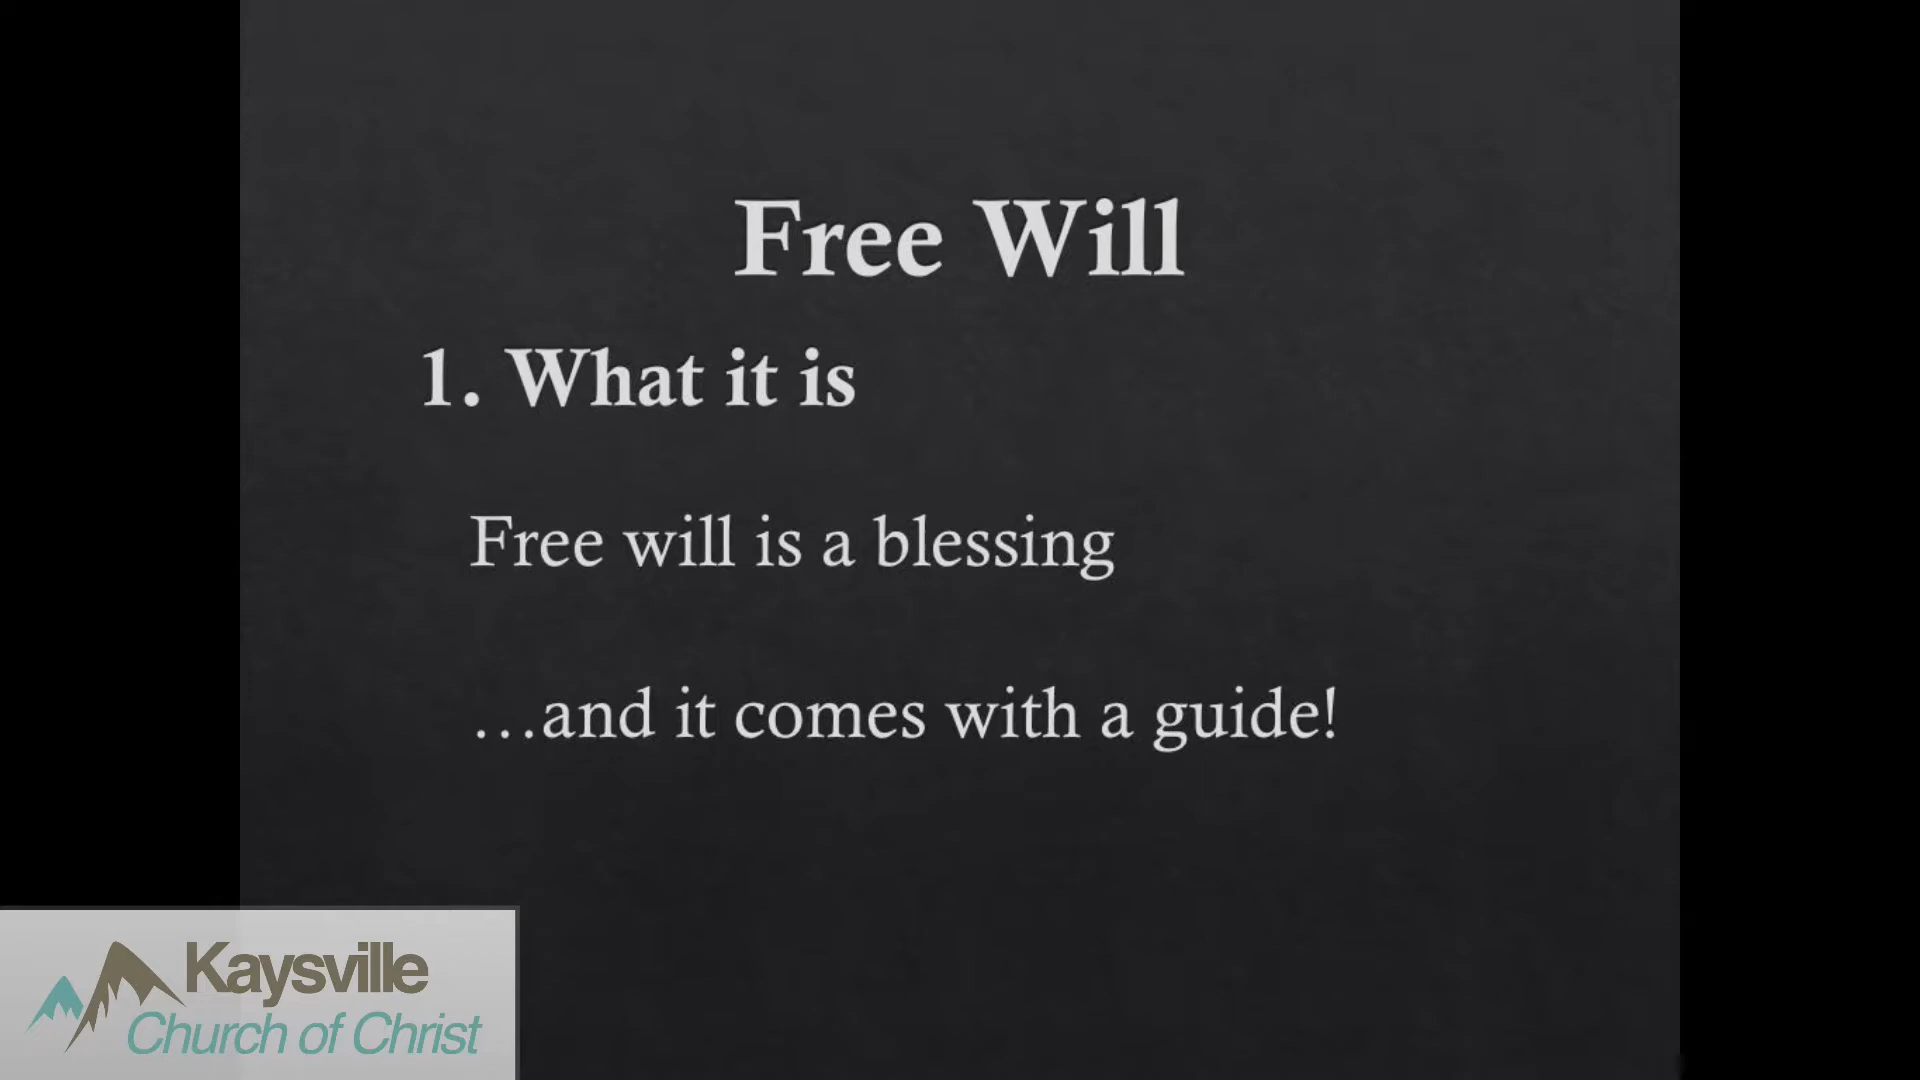 Free Will
1. What it is
Free will is a blessing
…and it comes with a guide!
Kaysville
Church of Christ